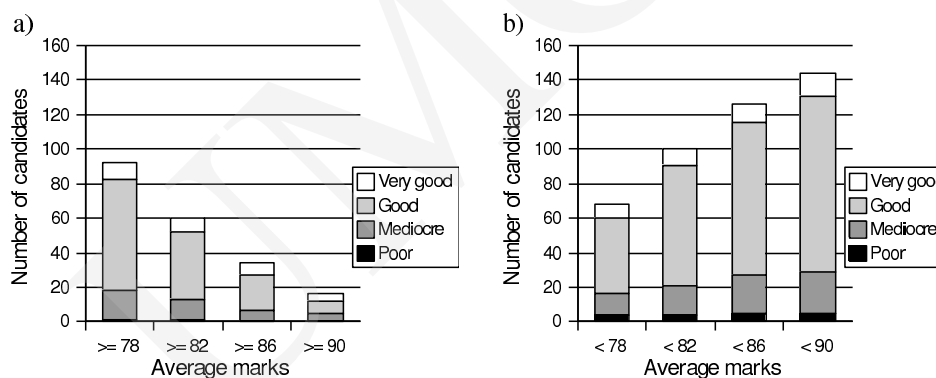 a)
160
140
120
100
80
60
40
20
0
Number of candidates
>= 78 >= 82 >= 86 >= 90
Average marks
Very good
Good
Mediocre
Poor
b)
160
140
120
100
80
60
40
20
0
Number of candidates
< 78 < 82 < 86 < 90
Average marks
Very good
Good
Mediocre
Poor